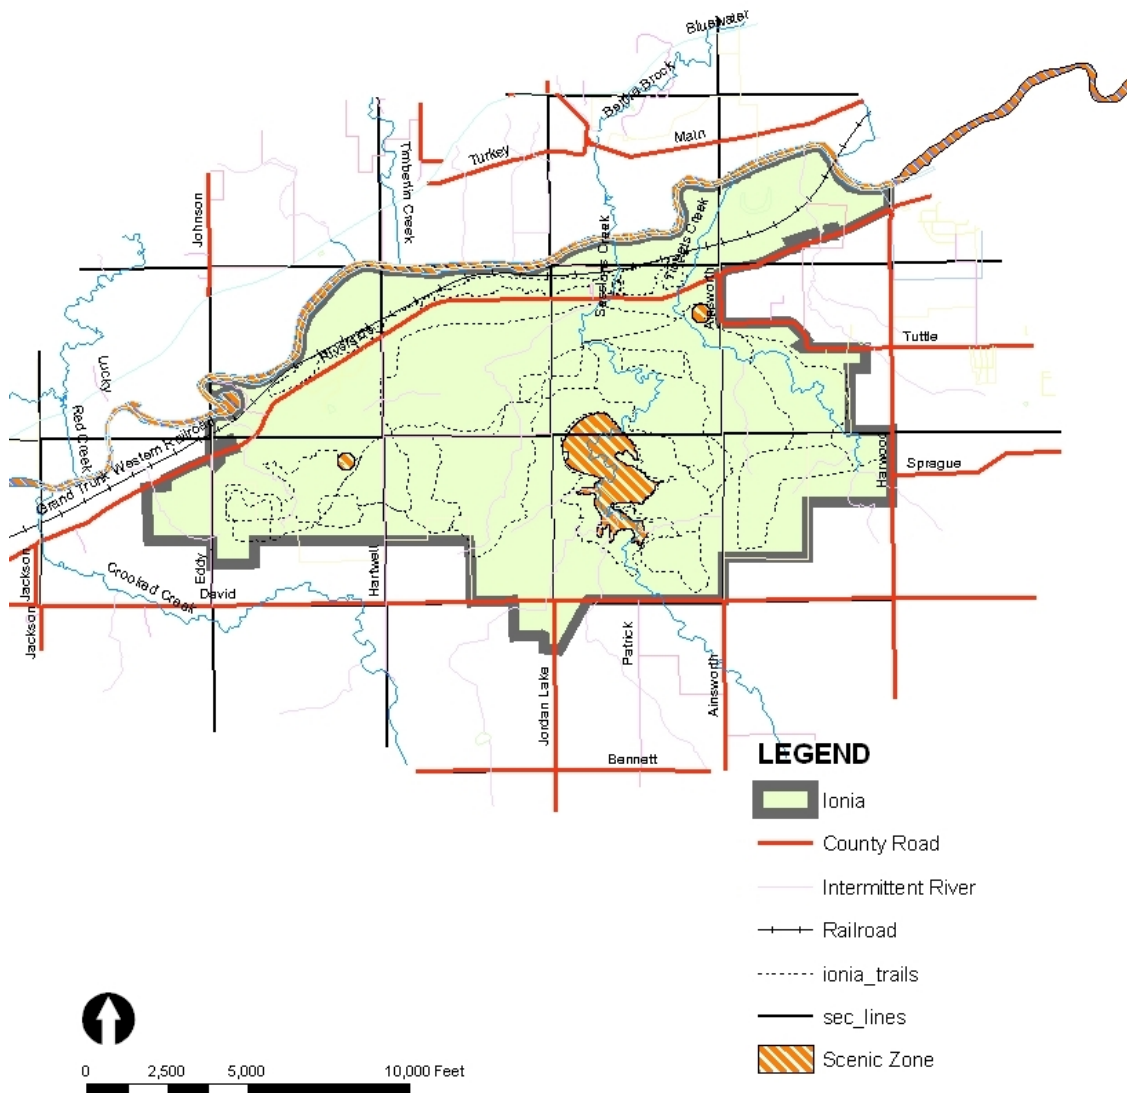 Bluewater
Bellva Brook
Main
Turkey
Timberlin Creek
Johnson
Sessions Creek
Tibbets Creek
Ainsworth
Riverside
Tuttle
Lucky
Red Creek
Grand Trunk Western Railroad
Harwood
Sprague
Jackson
Jackson
Crooked Creek
Eddy
David
Hartwell
Patrick
Jordan Lake
Ainsworth
Bennett
LEGEND
Ionia
County Road
Intermittent River
Railroad
ionia_trails
sec_lines
Scenic Zone
0 2,500 5,000 10,000 Feet